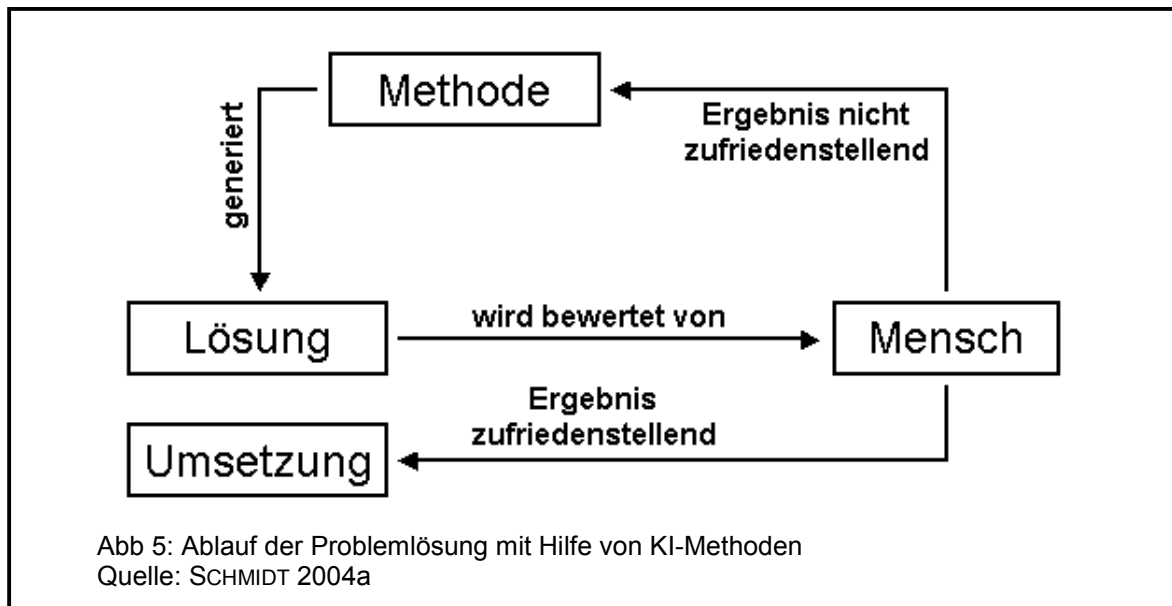 Methode
Ergebnis nicht
zufriedenstellend
generiert
Lösung
wird bewertet von
Mensch
Ergebnis
zufriedenstellend
Umsetzung
Abb 5: Ablauf der Problemlösung mit Hilfe von KI-Methoden
Quelle: SCHMIDT 2004a